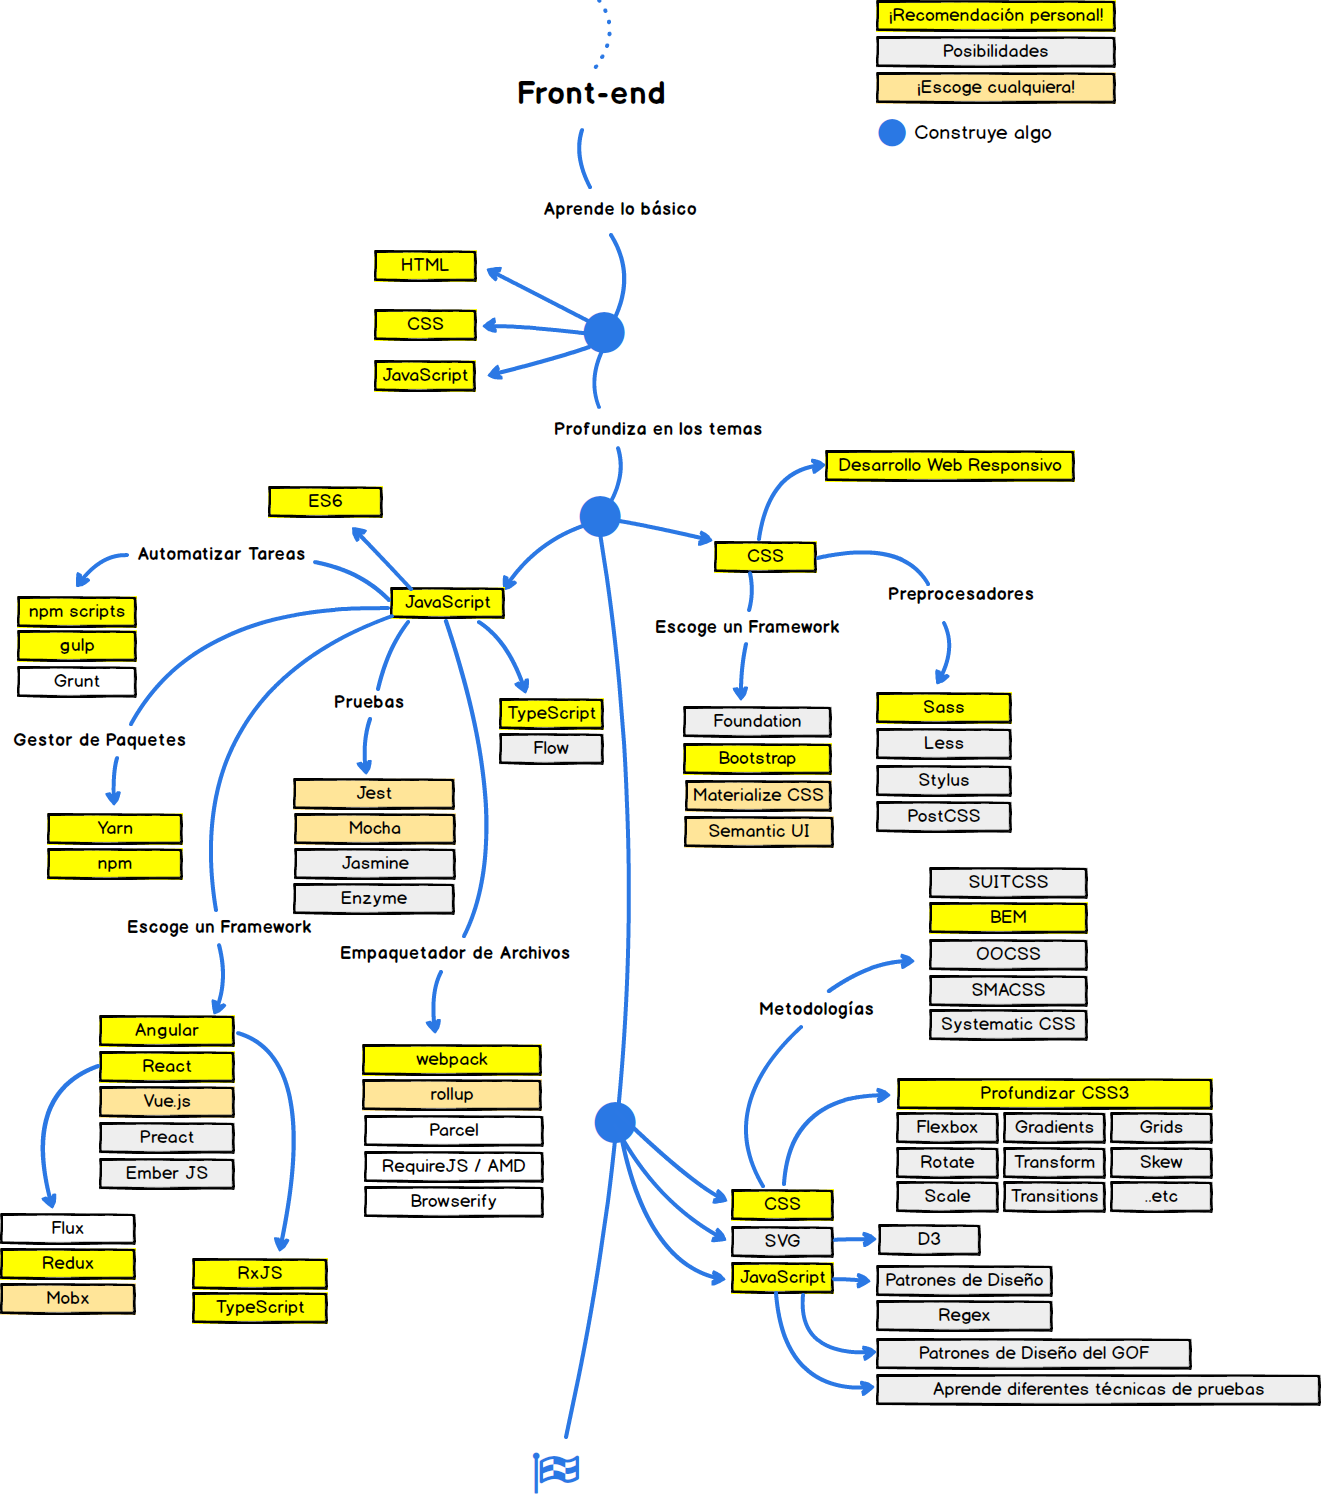 ¡Recomendación personal!
Posibilidades
¡Escoge cualquiera!
Construye algo
Front-end
Aprende lo básico
HTML
CSS
JavaScript
Profundiza en los temas
Desarrollo Web Responsivo
ES6
Automatizar Tareas
CSS
npm scripts
gulp
Grunt
JavaScript
Preprocesadores
Escoge un Framework
Pruebas
TypeScript
Flow
Gestor de Paquetes
Foundation
Bootstrap
Materialize CSS
Semantic UI
Sass
Less
Stylus
PostCSS
Jest
Mocha
Jasmine
Enzyme
Yarn
npm
SUITCSS
BEM
OOCSS
SMACSS
Systematic CSS
Escoge un Framework
Empaquetador de Archivos
Metodologías
Angular
React
Vue.js
Preact
Ember JS
webpack
rollup
Parcel
RequireJS / AMD
Browserify
Profundizar CSS3
Flexbox Gradients Grids
Rotate Transform Skew
Scale Transitions ..etc
Flux
Redux
Mobx
RxJS
TypeScript
CSS
SVG
JavaScript
D3
Patrones de Diseño
Regex
Patrones de Diseño del GOF
Aprende diferentes técnicas de pruebas